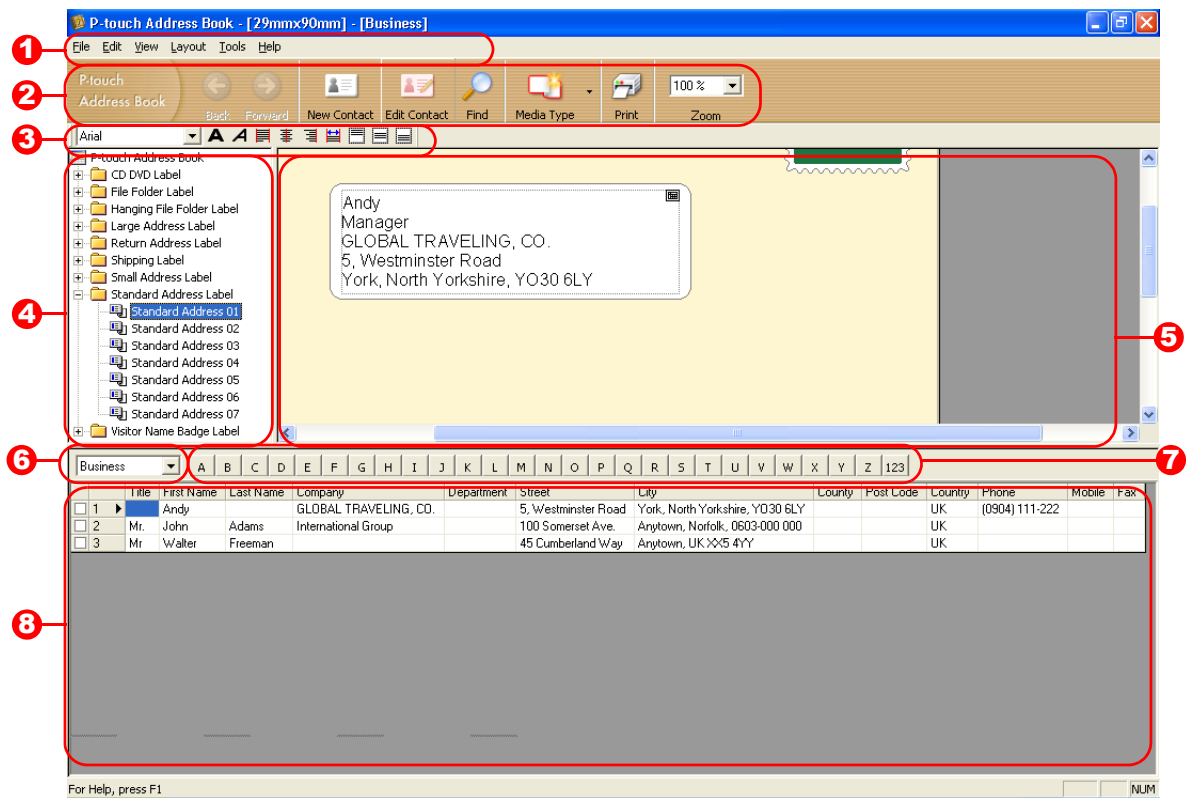 P-touch Address Book - [29mmx90mm] - [Business]
1
File Edit View Layout Tools Help
2
P-touch
Address Book
Back Forward New Contact Edit Contact Find Media Type Print 100 % Zoom
3
Arial A A
P-touch Address Book
CD DVD Label
File Folder Label
Hanging File Folder Label
Large Address Label
Return Address Label
Shipping Label
Small Address Label
Standard Address Label
4
Standard Address 01
Standard Address 02
Standard Address 03
Standard Address 04
Standard Address 05
Standard Address 06
Standard Address 07
Visitor Name Badge Label
Andy
Manager
GLOBAL TRAVELING, CO.
5, Westminster Road
York, North Yorkshire, YO30 6LY
5
6
Business
A B C D E F G H I J K L M N O P Q R S T U V W X Y Z 123
7
Title First Name Last Name Company Department Street City County Post Code Country Phone Mobile Fax
1 Andy GLOBAL TRAVELING, CO. 5, Westminster Road York, North Yorkshire, YO30 6LY UK (0904) 111-222
2 Mr. John Adams International Group 100 Somerset Ave. Anytown, Norfolk, 0603-000 000 UK
3 Mr Walter Freeman 45 Cumberland Way Anytown, UK XX5 4YY UK
8
For Help, press F1
NUM